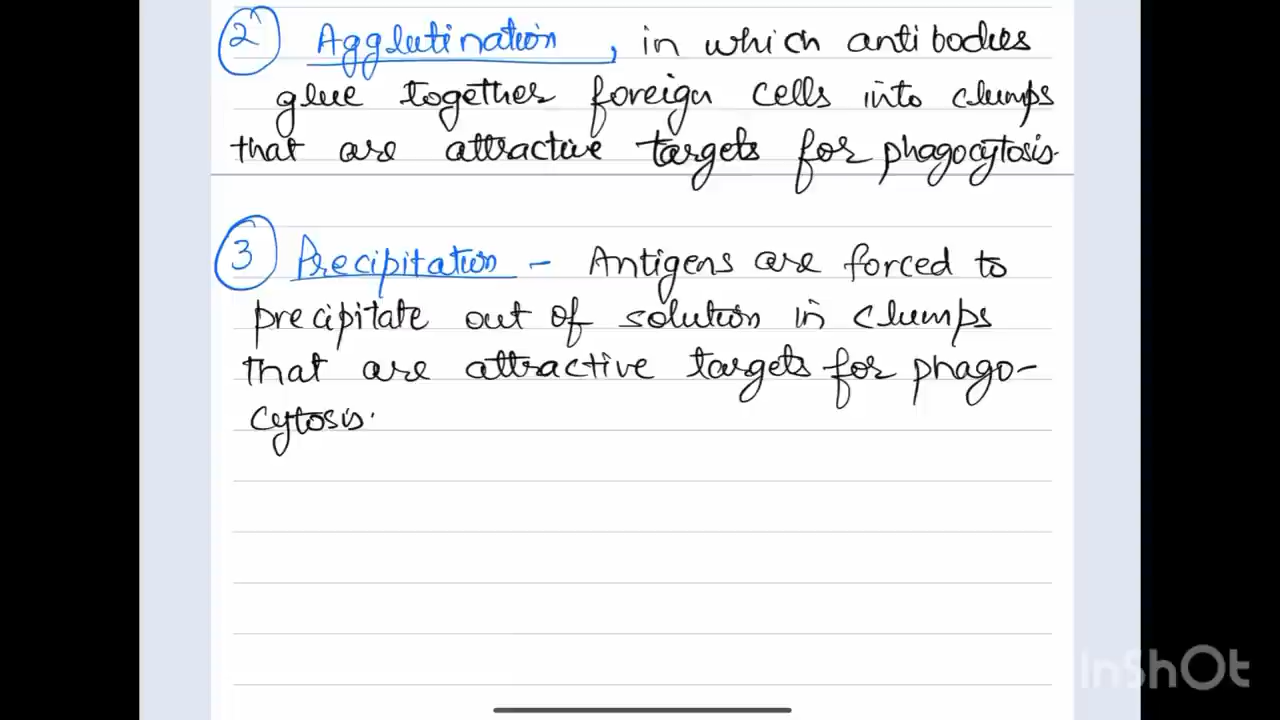 2 Agglutination, in which antibodies
glue together foreign cells into clumps
that are attractive targets for phagocytosis.
3 Precipitation - Antigens are forced to
precipitate out of solution in clumps
that are attractive targets for phago-
cytosis.
InShOt